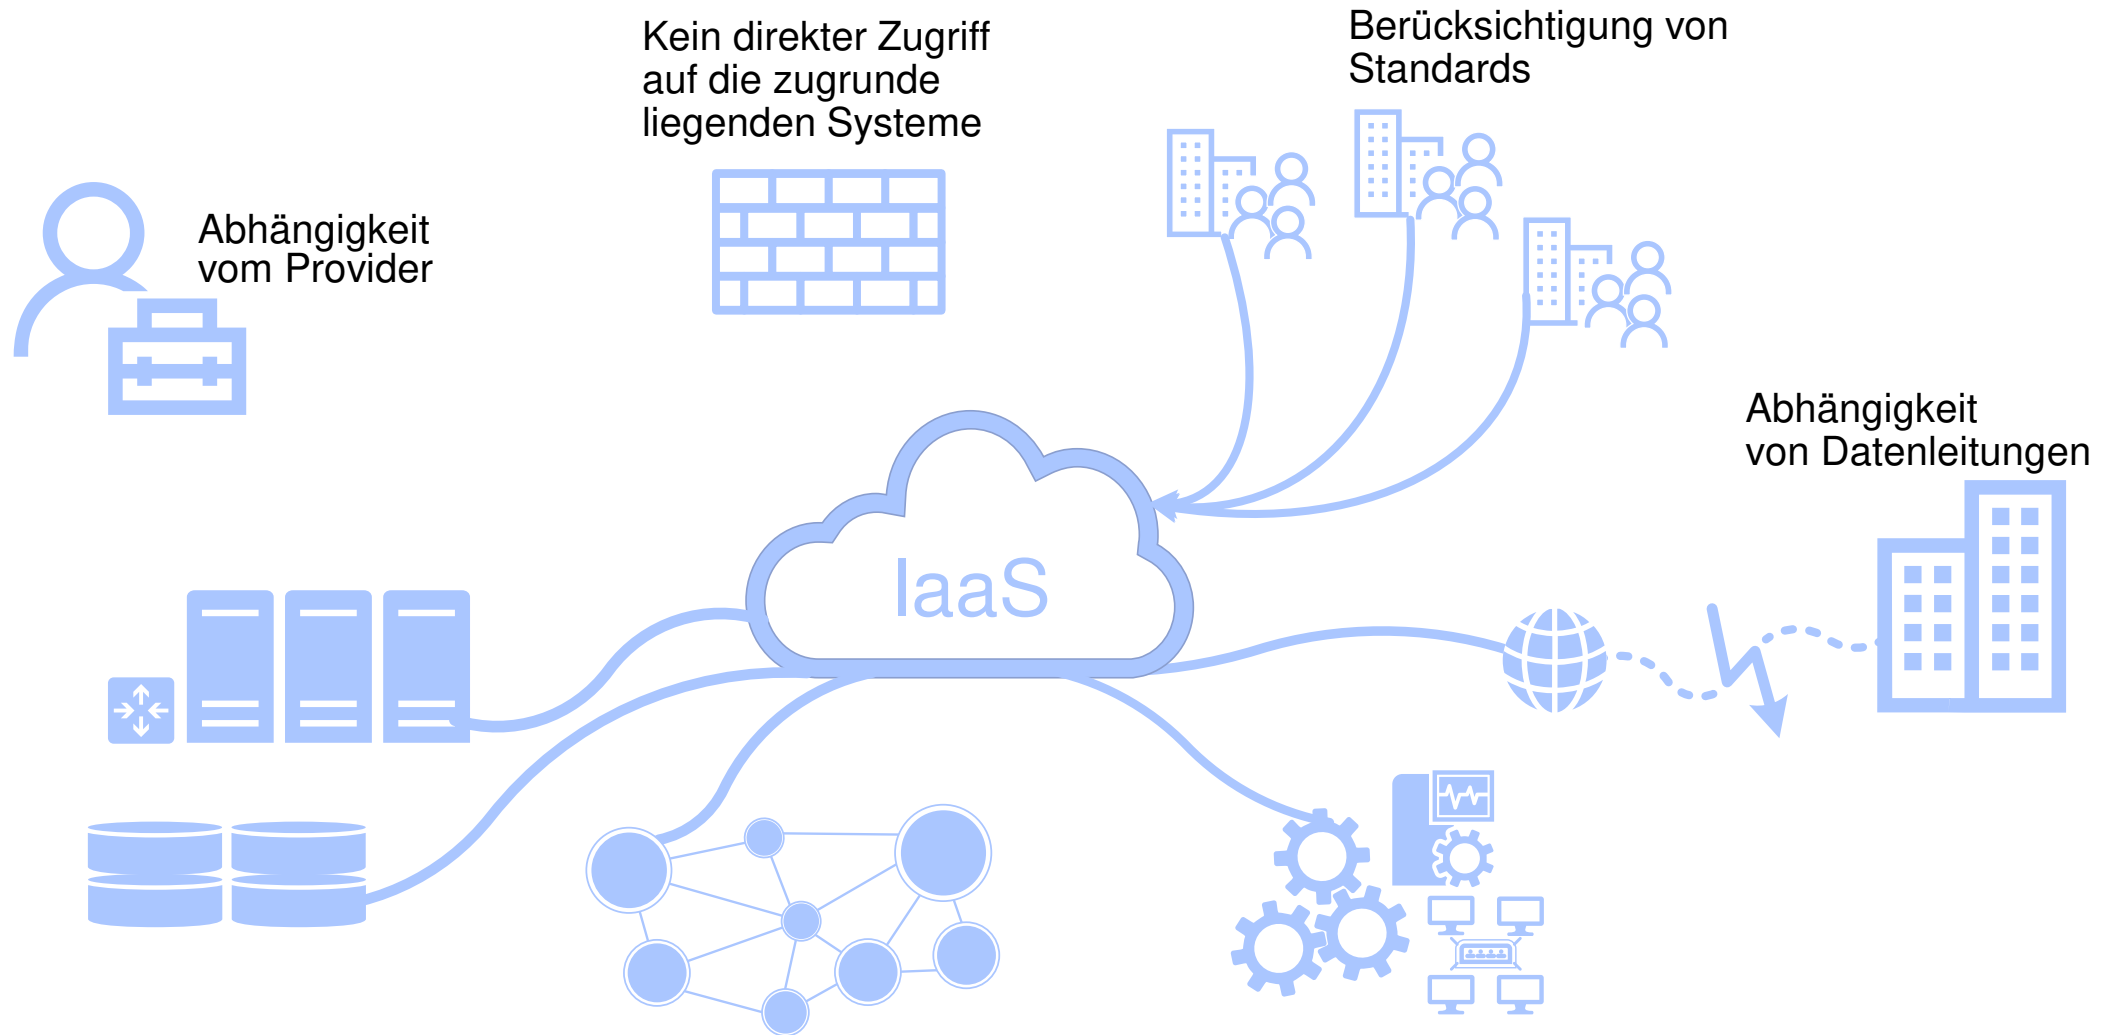 Kein direkter Zugriff
auf die zugrunde
liegenden Systeme
Berücksichtigung von
Standards
Abhängigkeit
vom Provider
Abhängigkeit
von Datenleitungen
IaaS